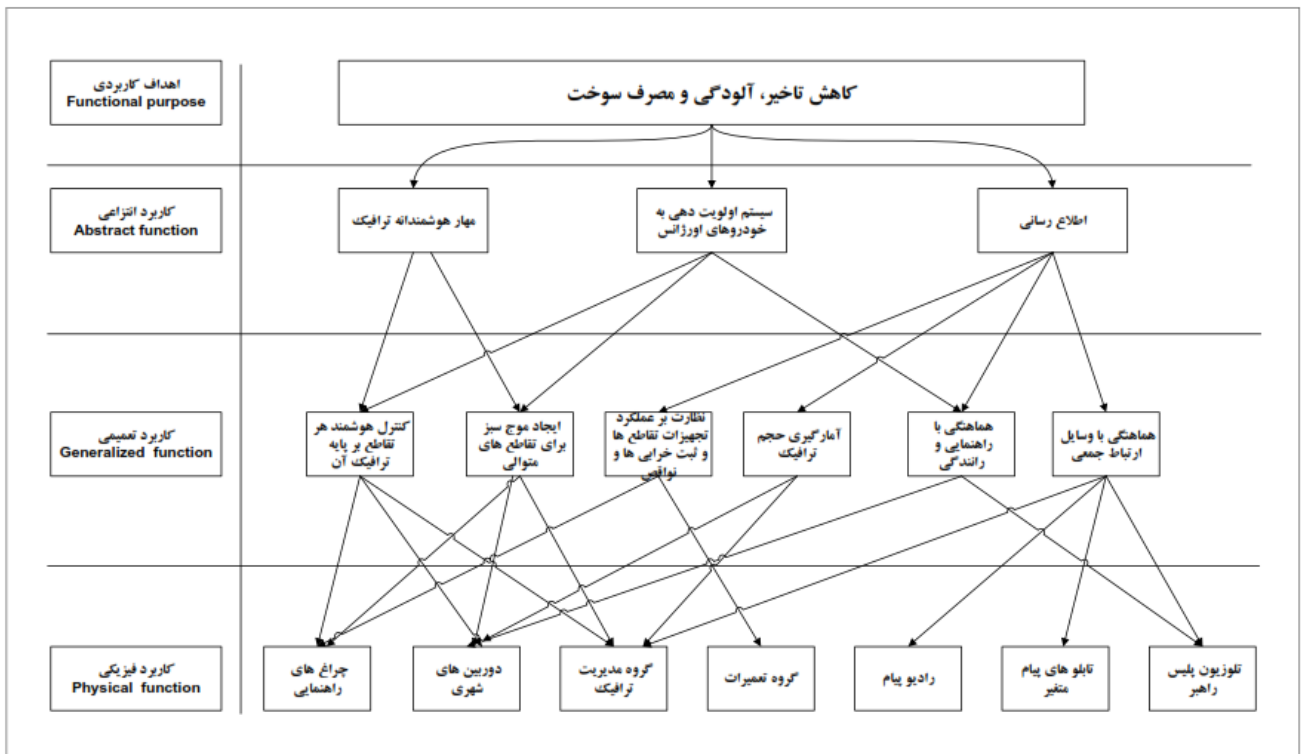 اهداف کاربردی
Functional purpose
کاهش تاخیر، آلودگی و مصرف سوخت
کاربرد انتزاعی
Abstract function
مهار هوشمندانه ترافیک
سیستم اولویت دهی به
خودروهای اورژانس
اطلاع رسانی
کاربرد تعمیمی
Generalized function
کنترل هوشمند هر
تقاطع بر پایه
ترافیک آن
ایجاد موج سبز
برای تقاطع های
متوالی
نظارت بر عملکرد
تجهیزات تقاطع ها
و ثبت خرابی ها و
نواقص
آمارگیری حجم
ترافیک
هماهنگی با
راهنمایی و
رانندگی
هماهنگی با وسایل
ارتباط جمعی
کاربرد فیزیکی
Physical function
چراغ های
راهنمایی
دوربین های
شهری
گروه مدیریت
ترافیک
گروه تعمیرات
رادیو پیام
تابلو های پیام
متغیر
تلوزیون پلیس
راهبر